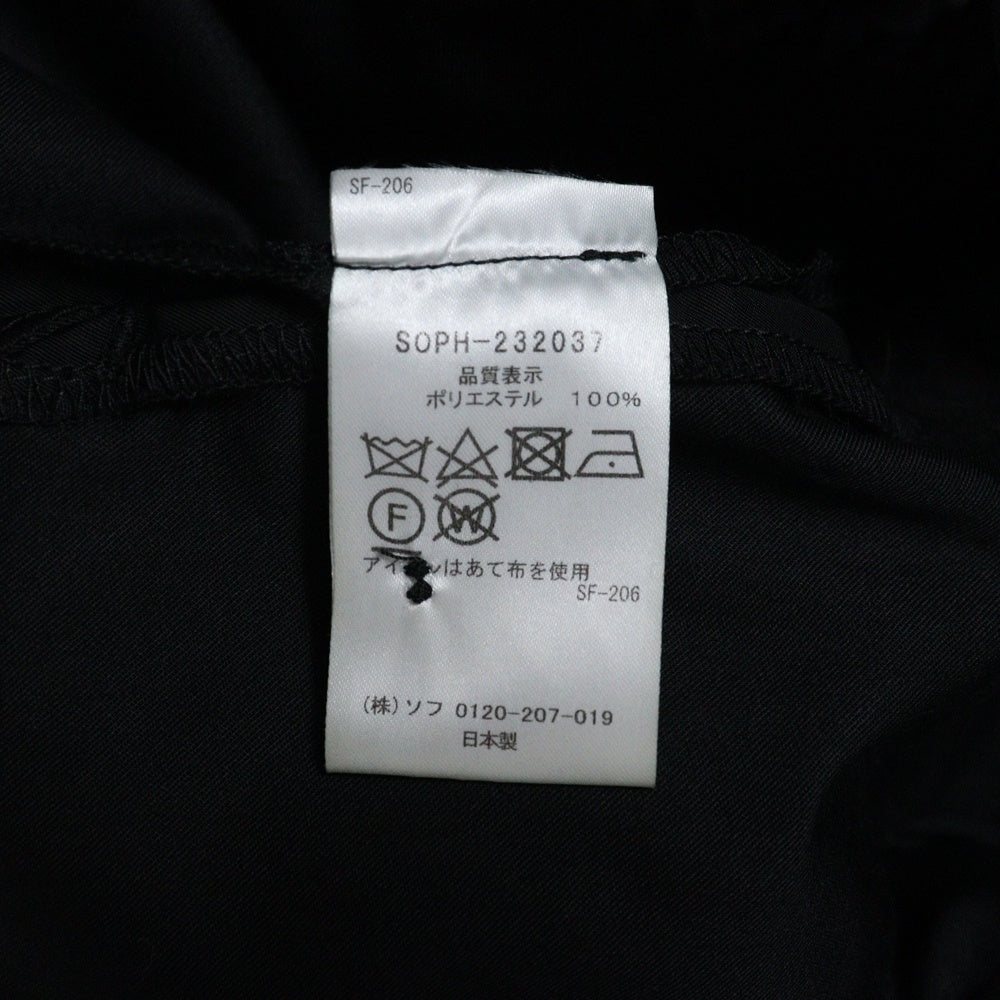 SF-206
SOPH-232037
品質表示
ポリエステル 100%
F W
はあて布を使用
SF-206
(株)ソフ 0120-207-019
日本製